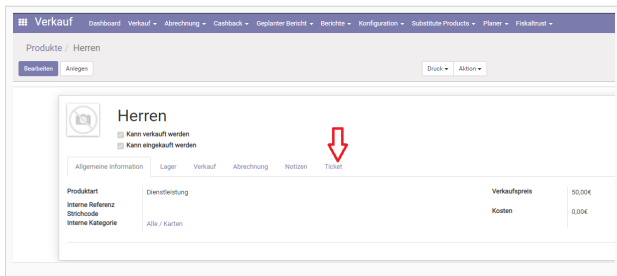 Verkauf Dashboard Verkauf Abrechnung Cashback Geplanter Bericht Berichte Konfiguration Substitute Products Planer Fiskaltrust
Produkte / Herren
Bearbeiten Anlegen Druck Aktion
Herren
Kann verkauft werden
Kann eingekauft werden
Allgemeine Information Lager Verkauf Abrechnung Notizen Ticket
Produktart Dienstleistung Verkaufspreis 50,00€
Interne Referenz
Strichcode Kosten 0,00€
Interne Kategorie Alle / Karten